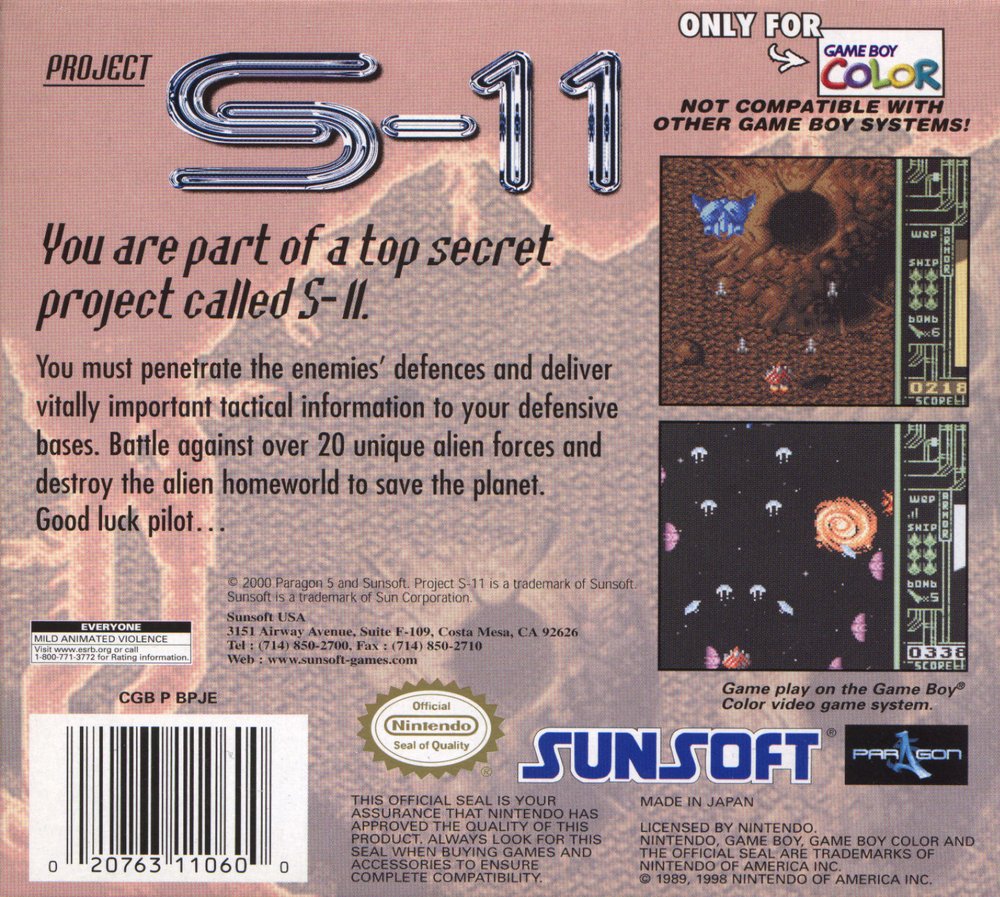 PROJECT
S-11
ONLY FOR
GAME BOY
COLOR
NOT COMPATIBLE WITH
OTHER GAME BOY SYSTEMS!
You are part of a top secret
project called S-11.
You must penetrate the enemies' defences and deliver
vitally important tactical information to your defensive
bases. Battle against over 20 unique alien forces and
destroy the alien homeworld to save the planet.
Good luck pilot...
WEP
ARMOR
SHIP
BOMB
x6
0218
SCORE
WEP
ARMOR
SHIP
BOMB
x5
0338
SCORE
Game play on the Game Boy®
Color video game system.
© 2000 Paragon 5 and Sunsoft. Project S-11 is a trademark of Sunsoft.
Sunsoft is a trademark of Sun Corporation.
Sunsoft USA
3151 Airway Avenue, Suite F-109, Costa Mesa, CA 92626
Tel : (714) 850-2700, Fax : (714) 850-2710
Web : www.sunsoft-games.com
EVERYONE
MILD ANIMATED VIOLENCE
Visit www.esrb.org or call
1-800-771-3772 for Rating information.
CGB P BPJE
0 20763 11060 0
Official
Nintendo
Seal of Quality
®
SUNSOFT®
PARAGON
THIS OFFICIAL SEAL IS YOUR
ASSURANCE THAT NINTENDO HAS
APPROVED THE QUALITY OF THIS
PRODUCT. ALWAYS LOOK FOR THIS
SEAL WHEN BUYING GAMES AND
ACCESSORIES TO ENSURE
COMPLETE COMPATIBILITY.
MADE IN JAPAN
LICENSED BY NINTENDO.
NINTENDO, GAME BOY, GAME BOY COLOR AND
THE OFFICIAL SEAL ARE TRADEMARKS OF
NINTENDO OF AMERICA INC.
© 1989, 1998 NINTENDO OF AMERICA INC.